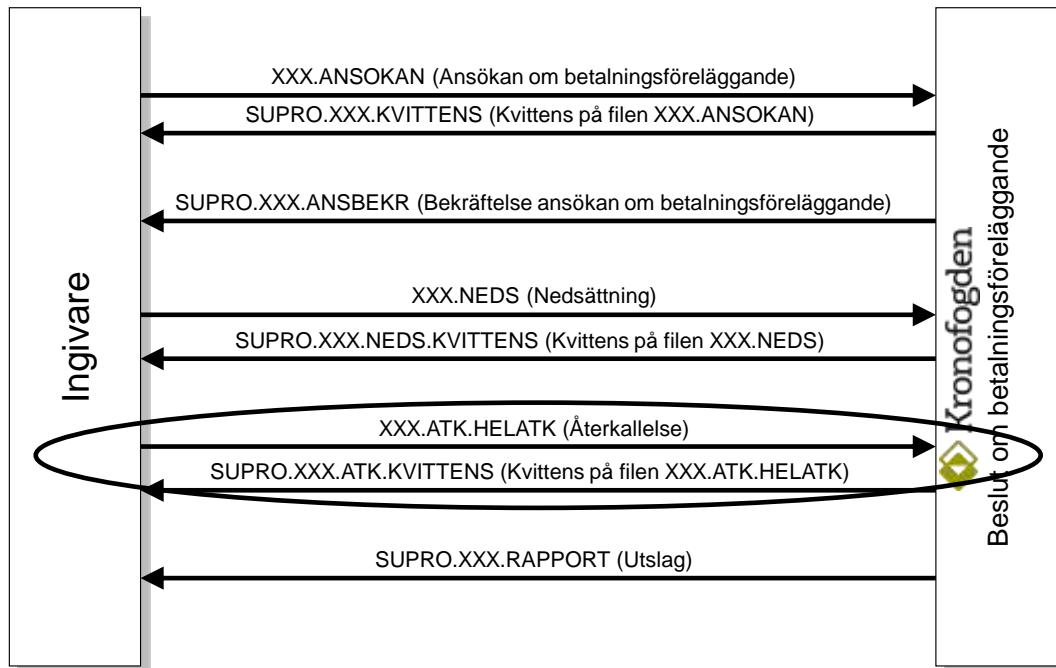 XXX.ANSOKAN (Ansökan om betalningsföreläggande)
SUPRO.XXX.KVITTENS (Kvittens på filen XXX.ANSOKAN)
SUPRO.XXX.ANSBEKR (Bekräftelse ansökan om betalningsföreläggande)
XXX.NEDS (Nedsättning)
SUPRO.XXX.NEDS.KVITTENS (Kvittens på filen XXX.NEDS)
XXX.ATK.HELATK (Återkallelse)
SUPRO.XXX.ATK.KVITTENS (Kvittens på filen XXX.ATK.HELATK)
SUPRO.XXX.RAPPORT (Utslag)
Ingivare
Kronofogden
Beslut om betalningsföreläggande